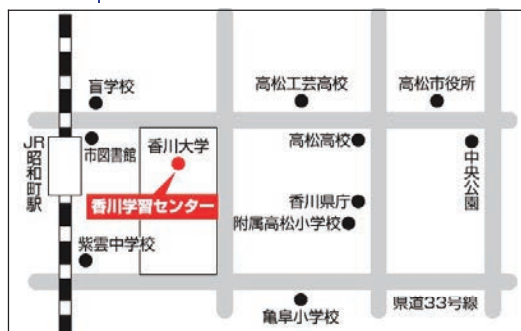 盲学校
高松工芸高校
高松市役所
JR昭和町駅
市図書館
香川大学
高松高校
中央公園
香川学習センター
香川県庁
附属高松小学校
紫雲中学校
亀阜小学校
県道33号線